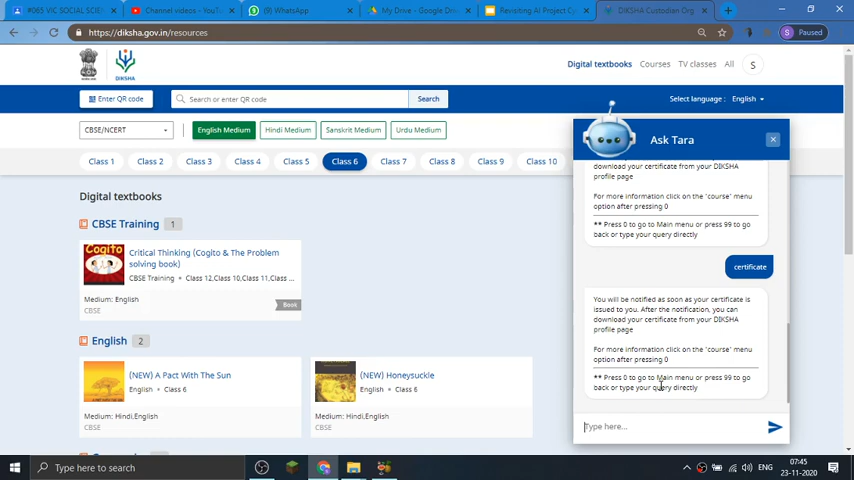 #065 VIC SOCIAL SCIEN
Channel videos - YouTub
(9) WhatsApp
My Drive - Google Driv
Revisiting AI Project Cy
DIKSHA Custodian Org
https://diksha.gov.in/resources
S Paused
DIKSHA
Digital textbooks Courses TV classes All S
Enter QR code Search or enter QR code Search Select language : English
CBSE/NCERT English Medium Hindi Medium Sanskrit Medium Urdu Medium
Class 1 Class 2 Class 3 Class 4 Class 5 Class 6 Class 7 Class 8 Class 9 Class 10
Digital textbooks
CBSE Training 1
Cogito
Critical Thinking (Cogito & The Problem
solving book)
CBSE Training • Class 12,Class 10,Class 11,Class ...
Medium: English
CBSE
Book
English 2
(NEW) A Pact With The Sun
English • Class 6
Medium: Hindi,English
CBSE
(NEW) Honeysuckle
English • Class 6
Medium: Hindi,English
CBSE
Ask Tara
download your certificate from your DIKSHA
profile page
For more information click on the 'course' menu
option after pressing 0
** Press 0 to go to Main menu or press 99 to go
back or type your query directly
certificate
You will be notified as soon as your certificate is
issued to you. After the notification, you can
download your certificate from your DIKSHA
profile page
For more information click on the 'course' menu
option after pressing 0
** Press 0 to go to Main menu or press 99 to go
back or type your query directly
Type here...
Type here to search
ENG
07:45
23-11-2020